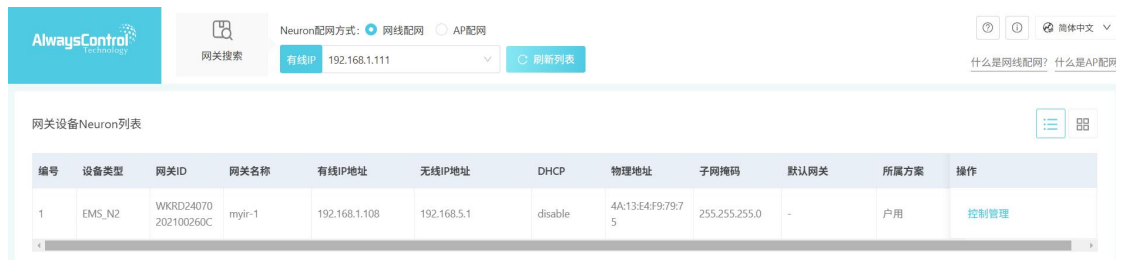 AlwaysControl
Technology
网关搜索
Neuron配网方式: 网线配网 AP配网
有线IP 192.168.1.111 刷新列表
简体中文
什么是网线配网? 什么是AP配网
网关设备Neuron列表
编号 设备类型 网关ID 网关名称 有线IP地址 无线IP地址 DHCP 物理地址 子网掩码 默认网关 所属方案 操作
1 EMS_N2 WKRD24070 myir-1 192.168.1.108 192.168.5.1 disable 4A:13:E4:F9:79:7 255.255.255.0 - 户用 控制管理
202100260C 5